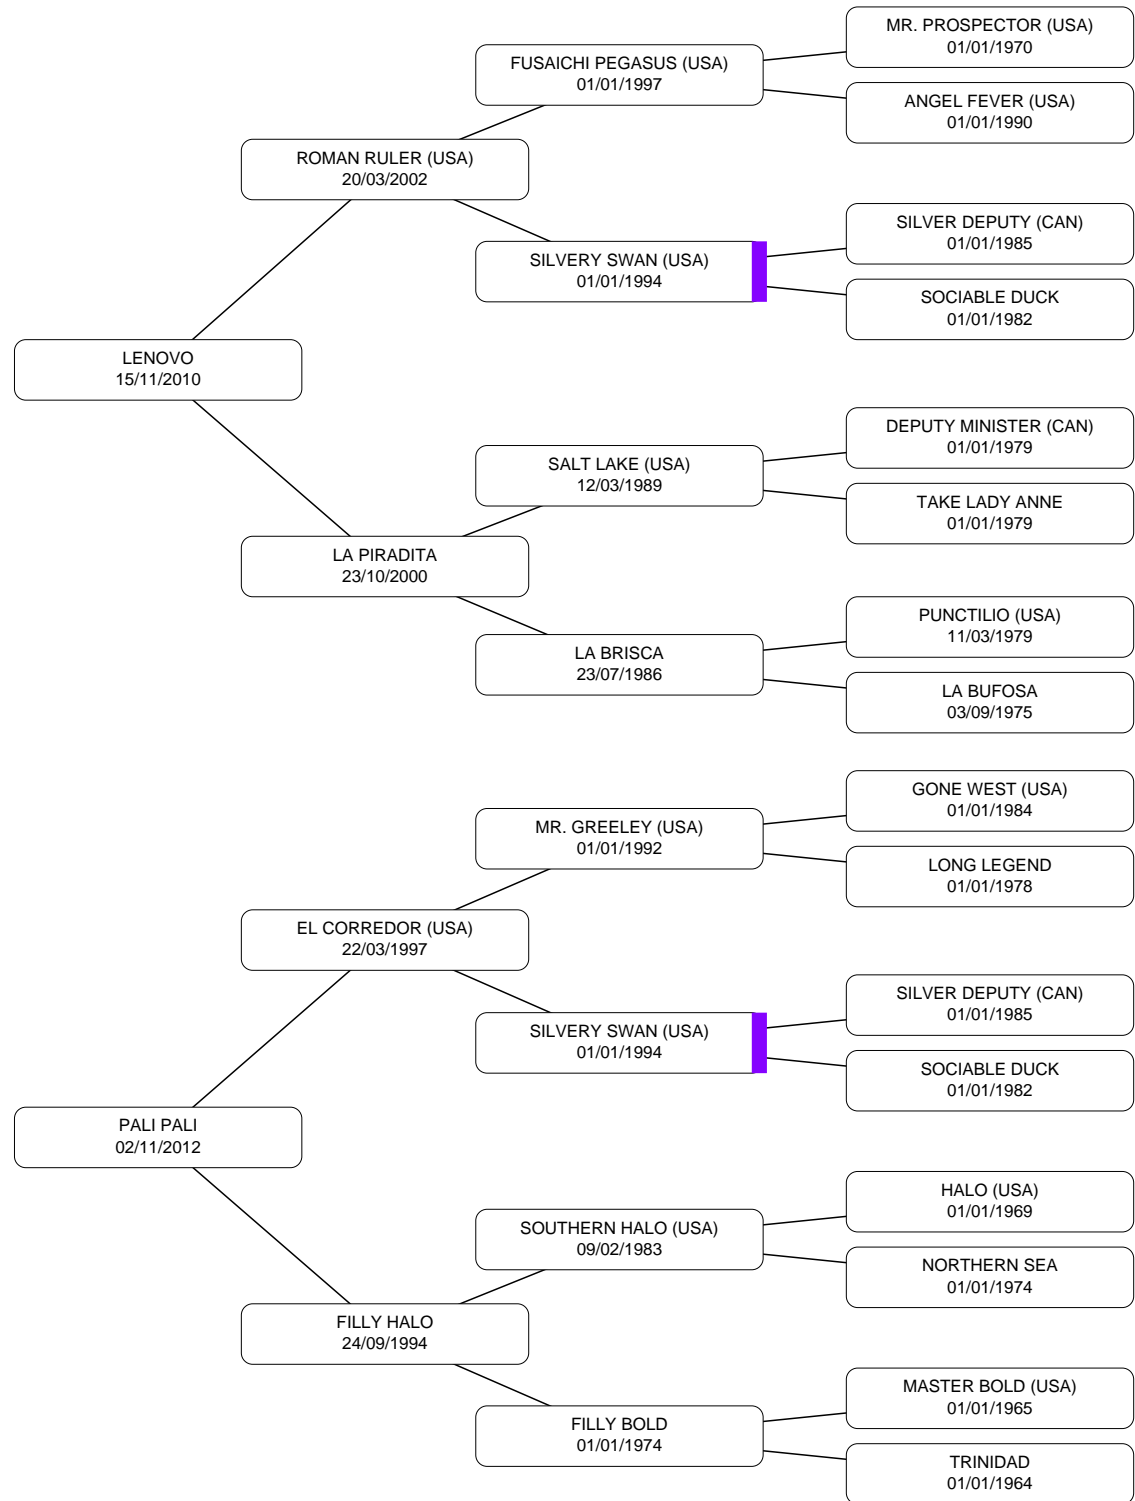 MR. PROSPECTOR (USA)
01/01/1970
FUSAICHI PEGASUS (USA)
01/01/1997
ANGEL FEVER (USA)
01/01/1990
ROMAN RULER (USA)
20/03/2002
SILVER DEPUTY (CAN)
01/01/1985
SILVERY SWAN (USA)
01/01/1994
SOCIABLE DUCK
01/01/1982
LENOVO
15/11/2010
DEPUTY MINISTER (CAN)
01/01/1979
SALT LAKE (USA)
12/03/1989
TAKE LADY ANNE
01/01/1979
LA PIRADITA
23/10/2000
PUNCTILIO (USA)
11/03/1979
LA BRISCA
23/07/1986
LA BUFOSA
03/09/1975
GONE WEST (USA)
01/01/1984
MR. GREELEY (USA)
01/01/1992
LONG LEGEND
01/01/1978
EL CORREDOR (USA)
22/03/1997
SILVER DEPUTY (CAN)
01/01/1985
SILVERY SWAN (USA)
01/01/1994
SOCIABLE DUCK
01/01/1982
PALI PALI
02/11/2012
HALO (USA)
01/01/1969
SOUTHERN HALO (USA)
09/02/1983
NORTHERN SEA
01/01/1974
FILLY HALO
24/09/1994
MASTER BOLD (USA)
01/01/1965
FILLY BOLD
01/01/1974
TRINIDAD
01/01/1964